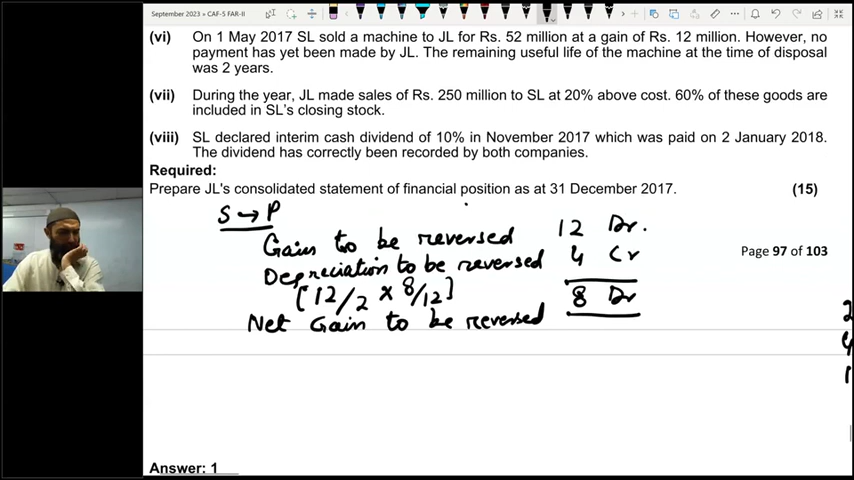 September 2023 » CAF-5 FAR-II
(vi) On 1 May 2017 SL sold a machine to JL for Rs. 52 million at a gain of Rs. 12 million. However, no
payment has yet been made by JL. The remaining useful life of the machine at the time of disposal
was 2 years.
(vii) During the year, JL made sales of Rs. 250 million to SL at 20% above cost. 60% of these goods are
included in SL's closing stock.
(viii) SL declared interim cash dividend of 10% in November 2017 which was paid on 2 January 2018.
The dividend has correctly been recorded by both companies.
Required:
Prepare JL's consolidated statement of financial position as at 31 December 2017. (15)
S → P
Gain to be reversed 12 Dr.
Depreciation to be reversed 4 Cr
[12/2 × 8/12]
Net Gain to be reversed 8 Dr
Page 97 of 103
2
4
1
Answer: 1